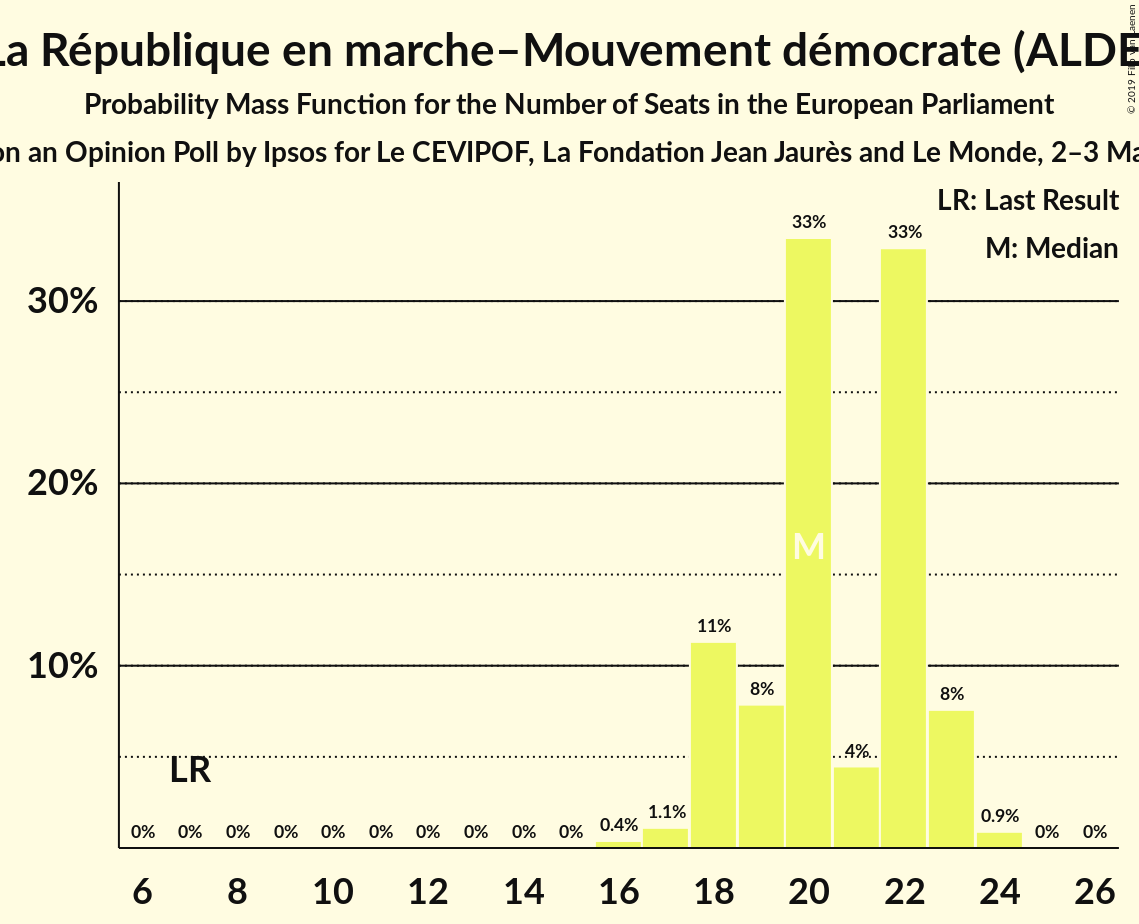 La République en marche–Mouvement démocrate (ALDE
Probability Mass Function for the Number of Seats in the European Parliament
on an Opinion Poll by Ipsos for Le CEVIPOF, La Fondation Jean Jaurès and Le Monde, 2–3 Ma
© 2019
LR: Last Result
M: Median
33%
33%
30%
20%
M
11%
10%
8%
8%
4%
LR
0% 0% 0% 0% 0% 0% 0% 0% 0% 0% 0.4% 1.1% 0.9% 0% 0%
6 8 10 12 14 16 18 20 22 24 26